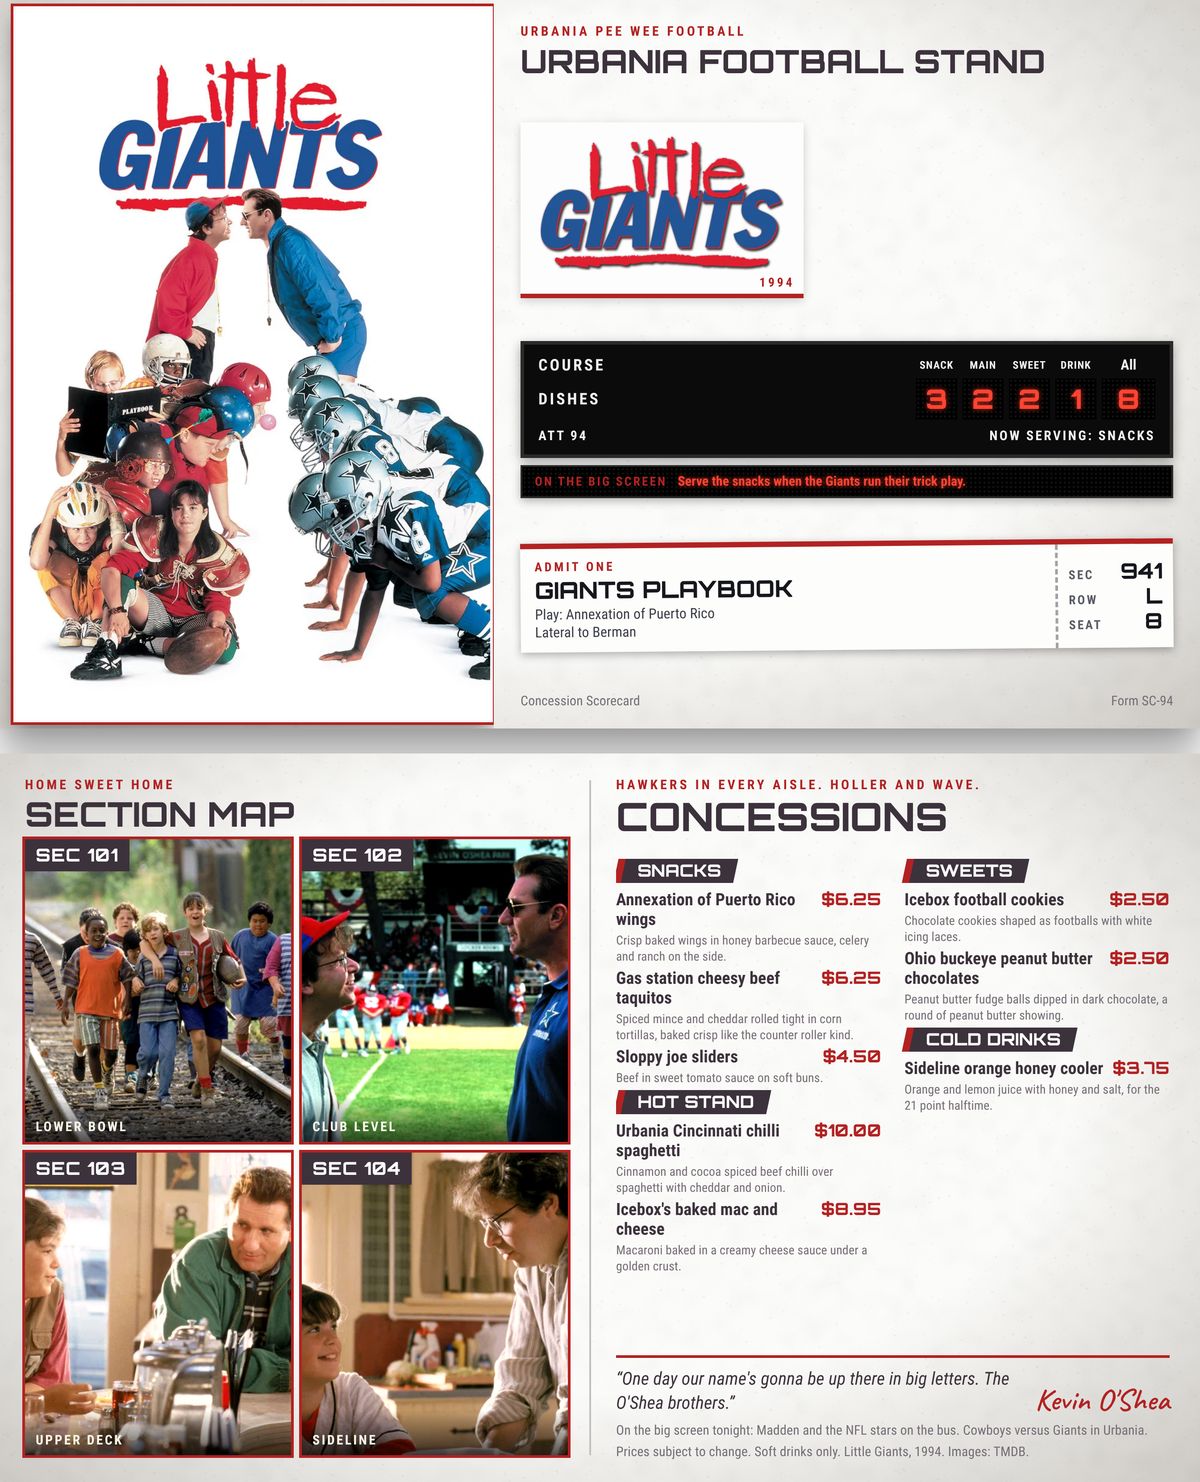 Little
GIANTS
PLAYBOOK
URBANIA PEE WEE FOOTBALL
URBANIA FOOTBALL STAND
Little
GIANTS
1994
COURSE SNACK MAIN SWEET DRINK All
DISHES 3 2 2 1 8
ATT 94 NOW SERVING: SNACKS
ON THE BIG SCREEN Serve the snacks when the Giants run their trick play.
ADMIT ONE
GIANTS PLAYBOOK
Play: Annexation of Puerto Rico
Lateral to Berman
SEC 941
ROW L
SEAT 8
Concession Scorecard Form SC-94
HOME SWEET HOME
SECTION MAP
SEC 101
LOWER BOWL
SEC 102
KEVIN O'SHEA PARK
CLUB LEVEL
SEC 103
8
UPPER DECK
SEC 104
SIDELINE
HAWKERS IN EVERY AISLE. HOLLER AND WAVE.
CONCESSIONS
SNACKS
Annexation of Puerto Rico $6.25
wings
Crisp baked wings in honey barbecue sauce, celery
and ranch on the side.
Gas station cheesy beef $6.25
taquitos
Spiced mince and cheddar rolled tight in corn
tortillas, baked crisp like the counter roller kind.
Sloppy joe sliders $4.50
Beef in sweet tomato sauce on soft buns.
HOT STAND
Urbania Cincinnati chilli $10.00
spaghetti
Cinnamon and cocoa spiced beef chilli over
spaghetti with cheddar and onion.
Icebox's baked mac and $8.95
cheese
Macaroni baked in a creamy cheese sauce under a
golden crust.
SWEETS
Icebox football cookies $2.50
Chocolate cookies shaped as footballs with white
icing laces.
Ohio buckeye peanut butter $2.50
chocolates
Peanut butter fudge balls dipped in dark chocolate, a
round of peanut butter showing.
COLD DRINKS
Sideline orange honey cooler $3.75
Orange and lemon juice with honey and salt, for the
21 point halftime.
“One day our name's gonna be up there in big letters. The
O'Shea brothers.”
Kevin O'Shea
On the big screen tonight: Madden and the NFL stars on the bus. Cowboys versus Giants in Urbania.
Prices subject to change. Soft drinks only. Little Giants, 1994. Images: TMDB.